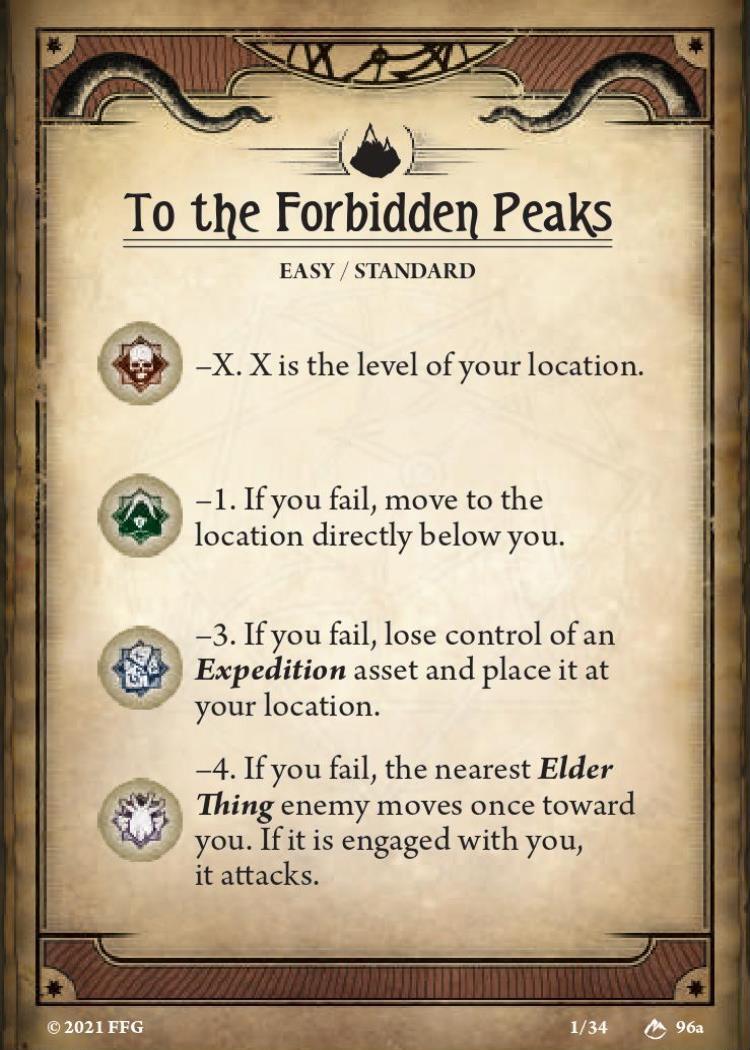 To the Forbidden Peaks
EASY / STANDARD
–X. X is the level of your location.
–1. If you fail, move to the
location directly below you.
–3. If you fail, lose control of an
Expedition asset and place it at
your location.
–4. If you fail, the nearest Elder
Thing enemy moves once toward
you. If it is engaged with you,
it attacks.
© 2021 FFG
1/34
96a